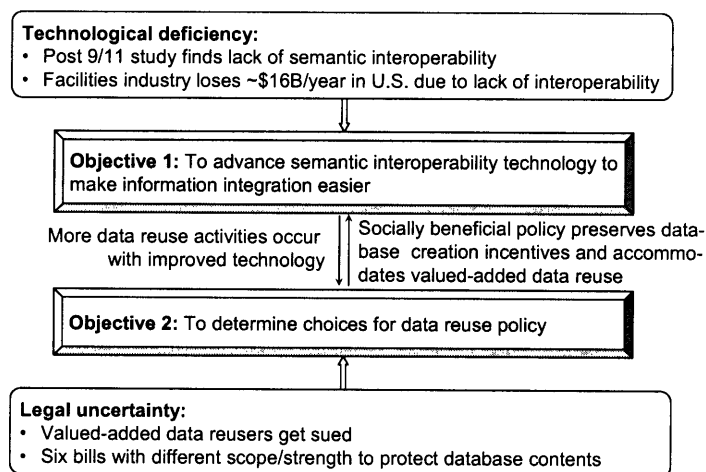 Technological deficiency:
• Post 9/11 study finds lack of semantic interoperability
• Facilities industry loses ~$16B/year in U.S. due to lack of interoperability
Objective 1: To advance semantic interoperability technology to
make information integration easier
More data reuse activities occur
with improved technology
Socially beneficial policy preserves data-
base creation incentives and accommo-
dates valued-added data reuse
Objective 2: To determine choices for data reuse policy
Legal uncertainty:
• Valued-added data reusers get sued
• Six bills with different scope/strength to protect database contents